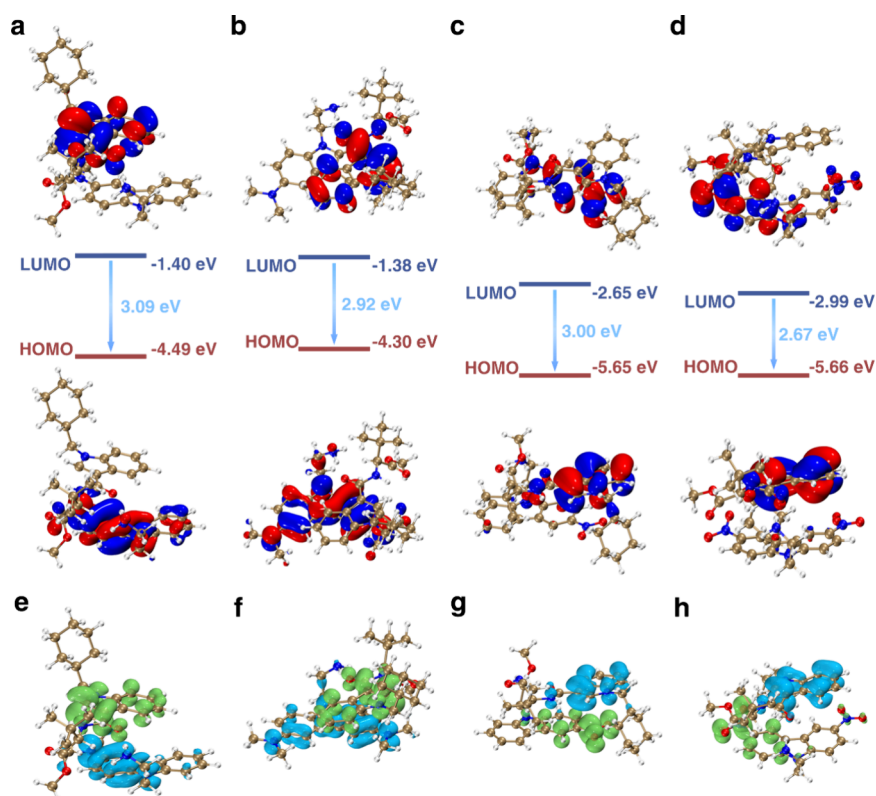 a b c d
LUMO -1.40 eV
3.09 eV
HOMO -4.49 eV
LUMO -1.38 eV
2.92 eV
HOMO -4.30 eV
LUMO -2.65 eV
3.00 eV
HOMO -5.65 eV
LUMO -2.99 eV
2.67 eV
HOMO -5.66 eV
e f g h